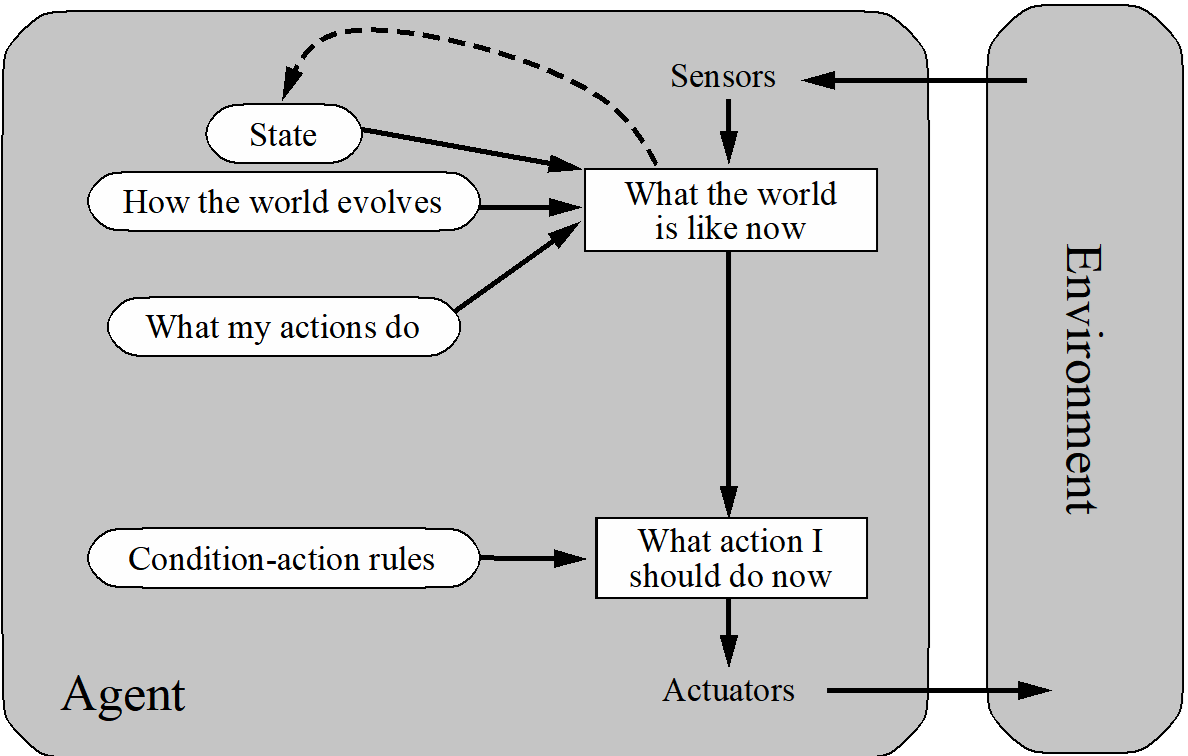 Sensors
State
What the world
is like now
How the world evolves
What my actions do
Environment
What action I
should do now
Condition-action rules
Agent
Actuators